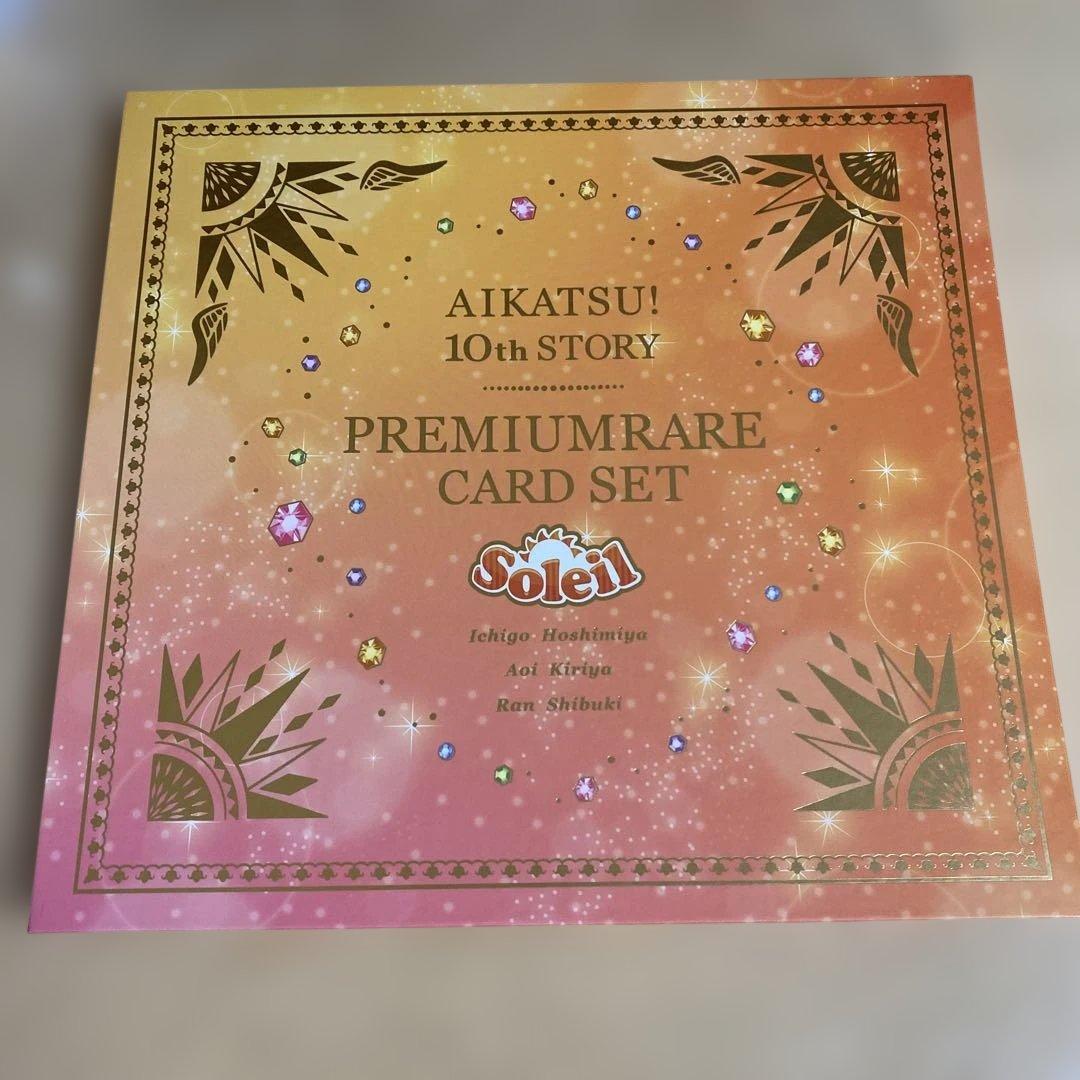 AIKATSU!
10th STORY
PREMIUMRARE
CARD SET
Soleil
Ichigo Hoshimiya
Aoi Kiriya
Ran Shibuki